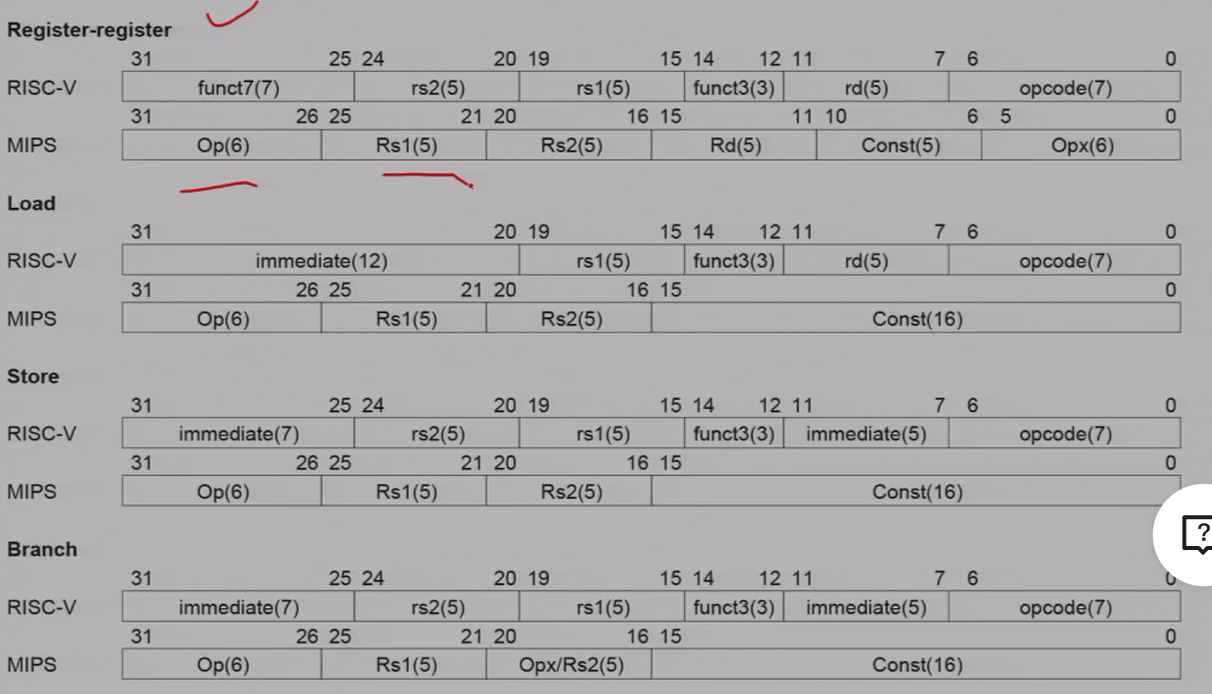 Register-register
31 25 24 20 19 15 14 12 11 7 6 0
RISC-V funct7(7) rs2(5) rs1(5) funct3(3) rd(5) opcode(7)
31 26 25 21 20 16 15 11 10 6 5 0
MIPS Op(6) Rs1(5) Rs2(5) Rd(5) Const(5) Opx(6)
Load
31 20 19 15 14 12 11 7 6 0
RISC-V immediate(12) rs1(5) funct3(3) rd(5) opcode(7)
31 26 25 21 20 16 15 0
MIPS Op(6) Rs1(5) Rs2(5) Const(16)
Store
31 25 24 20 19 15 14 12 11 7 6 0
RISC-V immediate(7) rs2(5) rs1(5) funct3(3) immediate(5) opcode(7)
31 26 25 21 20 16 15 0
MIPS Op(6) Rs1(5) Rs2(5) Const(16)
?
Branch
31 25 24 20 19 15 14 12 11 7 6 0
RISC-V immediate(7) rs2(5) rs1(5) funct3(3) immediate(5) opcode(7)
31 26 25 21 20 16 15 0
MIPS Op(6) Rs1(5) Opx/Rs2(5) Const(16)